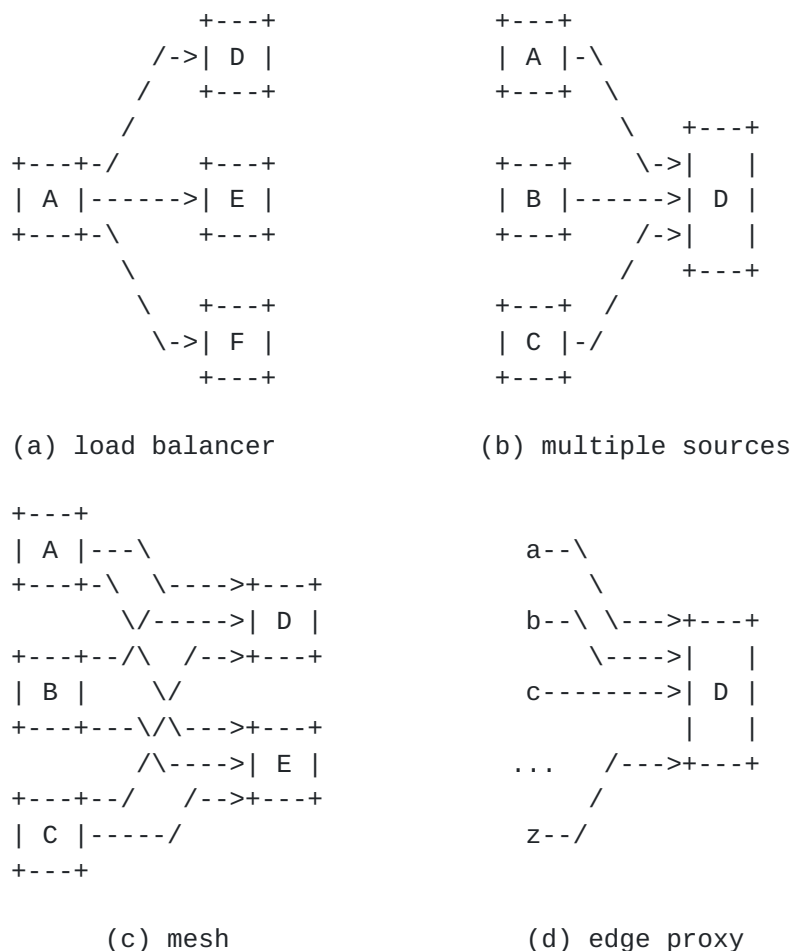 +---+              +---+
         /->| D |              | A |-\
        /   +---+              +---+  \
       /                               \   +---+
+---+-/     +---+              +---+    \->|   |
| A |------>| E |              | B |------>| D |
+---+-\     +---+              +---+    /->|   |
       \                               /   +---+
        \   +---+              +---+  /
         \->| F |              | C |-/
            +---+              +---+
(a) load balancer             (b) multiple sources
+---+
| A |---\                        a--\
+---+-\  \---->+---+                 \
       \/----->| D |             b--\ \--->+---+
+---+--/\  /-->+---+                 \---->|   |
| B |    \/                      c-------->| D |
+---+---\/\--->+---+                       |   |
        /\---->| E |            ...   /--->+---+
+---+--/   /-->+---+                 /
| C |-----/                      z--/
+---+
      (c) mesh                   (d) edge proxy